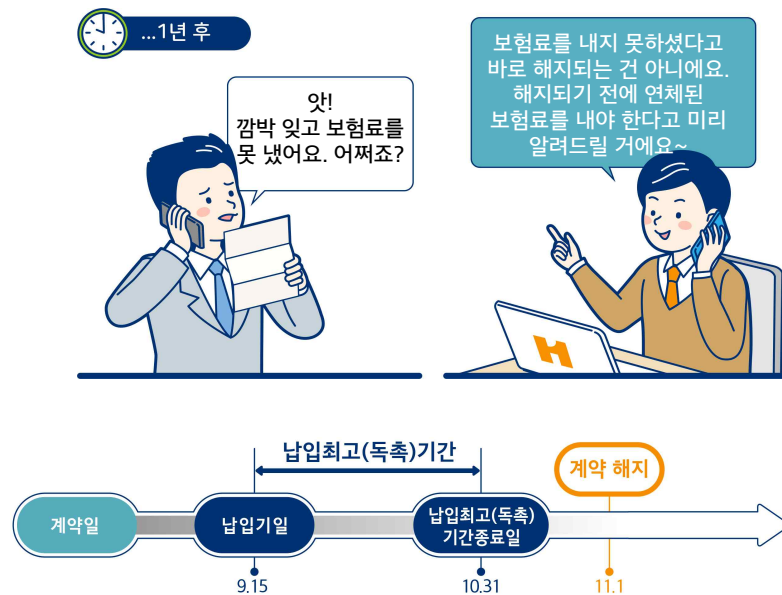 ...1년 후
앗!
깜박 잊고 보험료를
못 냈어요. 어쩌죠?
보험료를 내지 못하셨다고
바로 해지되는 건 아니에요.
해지되기 전에 연체된
보험료를 내야 한다고 미리
알려드릴 거에요~
납입최고(독촉)기간
계약 해지
계약일
납입기일
납입최고(독촉)
기간종료일
9.15
10.31
11.1